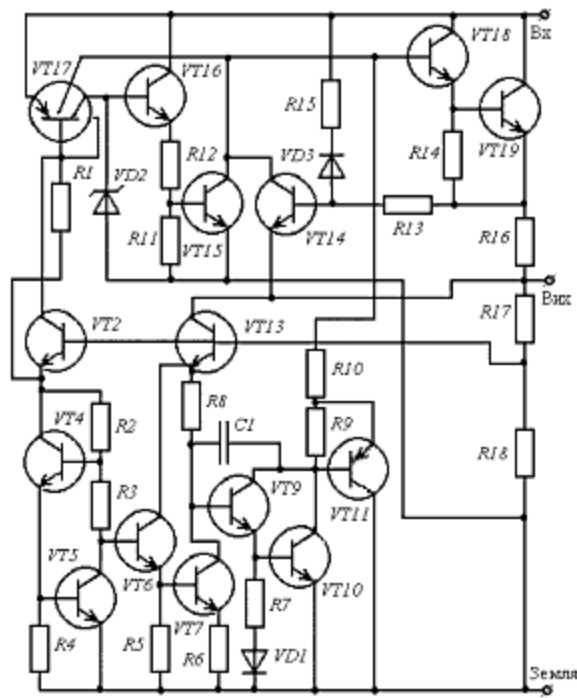 VT18
Вх
VT17
VT16
R15
R1
R12
VD3
R14
VT19
VD2
R11
VT15
VT14
R13
R16
Вих
R17
VT2
VT13
R10
R8
VT4
R2
C1
R9
R18
R3
VT9
VT11
VT5
VT6
VT7
R7
VT10
R4
R5
R6
VD1
Земля